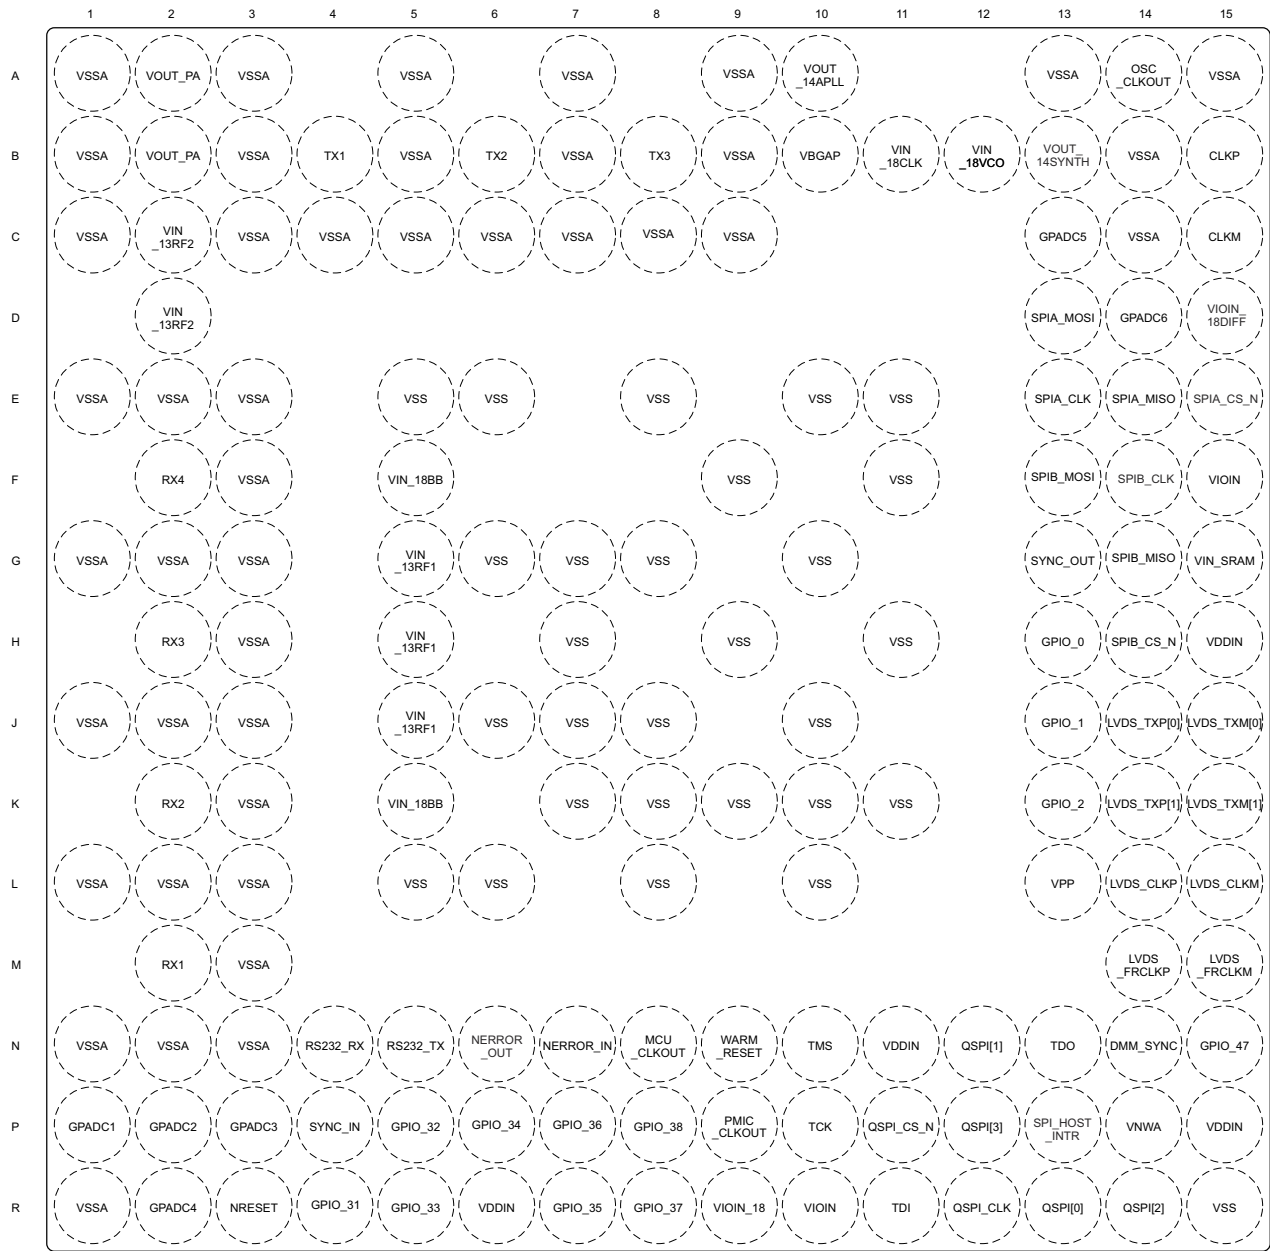 1 2 3 4 5 6 7 8 9 10 11 12 13 14 15
A VSSA VOUT_PA VSSA VSSA VSSA VSSA VOUT _14APLL VSSA OSC _CLKOUT VSSA
B VSSA VOUT_PA VSSA TX1 VSSA TX2 VSSA TX3 VSSA VBGAP VIN _18CLK VIN _18VCO VOUT_ 14SYNTH VSSA CLKP
C VSSA VIN _13RF2 VSSA VSSA VSSA VSSA VSSA VSSA VSSA GPADC5 VSSA CLKM
D VIN _13RF2 SPIA_MOSI GPADC6 VIOIN_ 18DIFF
E VSSA VSSA VSSA VSS VSS VSS VSS VSS SPIA_CLK SPIA_MISO SPIA_CS_N
F RX4 VSSA VIN_18BB VSS VSS SPIB_MOSI SPIB_CLK VIOIN
G VSSA VSSA VSSA VIN _13RF1 VSS VSS VSS VSS SYNC_OUT SPIB_MISO VIN_SRAM
H RX3 VSSA VIN _13RF1 VSS VSS VSS GPIO_0 SPIB_CS_N VDDIN
J VSSA VSSA VSSA VIN _13RF1 VSS VSS VSS VSS GPIO_1 LVDS_TXP[0] LVDS_TXM[0]
K RX2 VSSA VIN_18BB VSS VSS VSS VSS VSS GPIO_2 LVDS_TXP[1] LVDS_TXM[1]
L VSSA VSSA VSSA VSS VSS VSS VSS VPP LVDS_CLKP LVDS_CLKM
M RX1 VSSA LVDS _FRCLKP LVDS _FRCLKM
N VSSA VSSA VSSA RS232_RX RS232_TX NERROR _OUT NERROR_IN MCU _CLKOUT WARM _RESET TMS VDDIN QSPI[1] TDO DMM_SYNC GPIO_47
P GPADC1 GPADC2 GPADC3 SYNC_IN GPIO_32 GPIO_34 GPIO_36 GPIO_38 PMIC _CLKOUT TCK QSPI_CS_N QSPI[3] SPI_HOST _INTR VNWA VDDIN
R VSSA GPADC4 NRESET GPIO_31 GPIO_33 VDDIN GPIO_35 GPIO_37 VIOIN_18 VIOIN TDI QSPI_CLK QSPI[0] QSPI[2] VSS